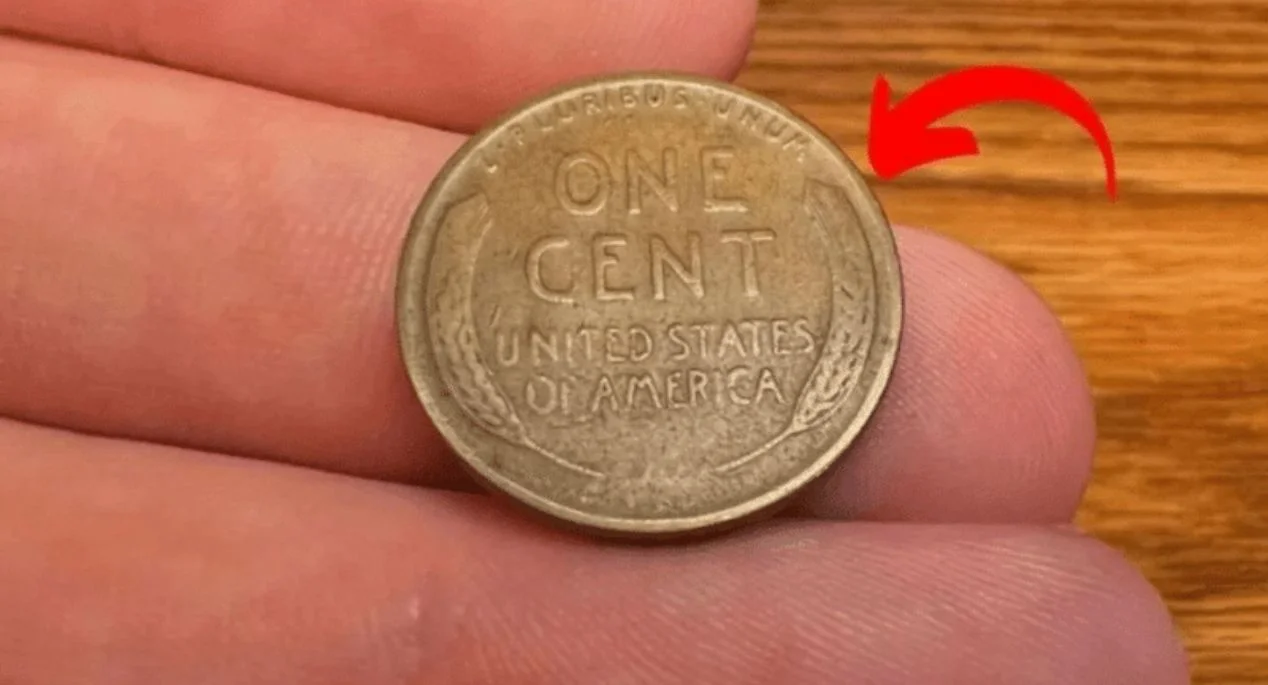 PLURIBUS UNUM
ONE
CENT
UNITED STATES
OF AMERICA